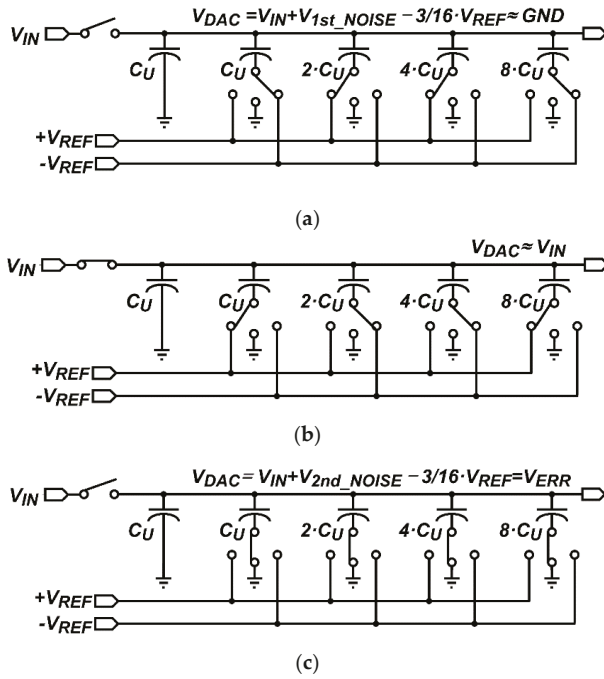 V_DAC = V_IN + V_1st_NOISE – 3/16·V_REF ≈ GND
V_IN
C_U C_U 2·C_U 4·C_U 8·C_U
+V_REF
-V_REF
(a)
V_DAC ≈ V_IN
V_IN
C_U C_U 2·C_U 4·C_U 8·C_U
+V_REF
-V_REF
(b)
V_DAC = V_IN + V_2nd_NOISE – 3/16·V_REF = V_ERR
V_IN
C_U C_U 2·C_U 4·C_U 8·C_U
+V_REF
-V_REF
(c)